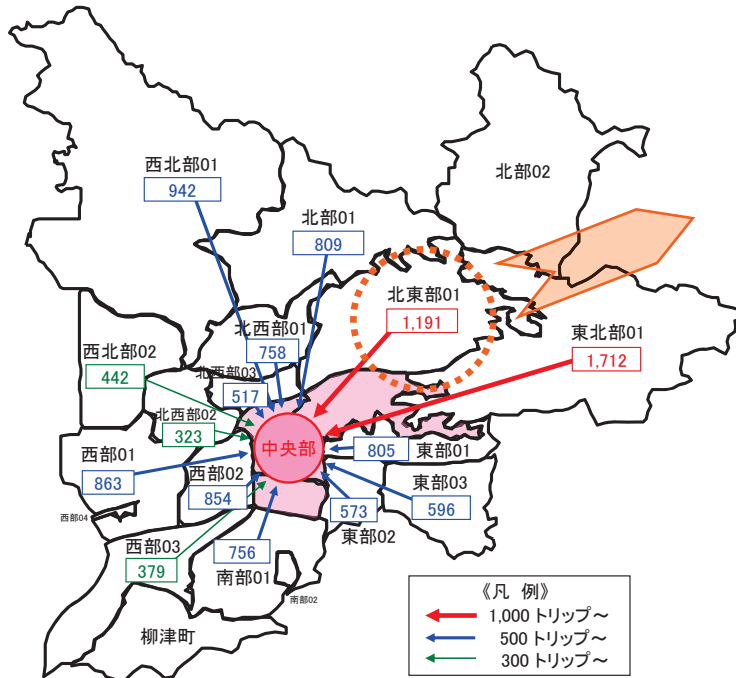 西北部01
942
北部02
北部01
809
北東部01
1,191
北西部01
758
東北部01
1,712
西北部02
442
北西部03
517
北西部02
323
中央部
805
東部01
西部01
863
西部02
854
東部03
596
573
東部02
西部04
西部03
379
756
南部01
南部02
柳津町
《凡 例》
1,000 トリップ～
500 トリップ～
300 トリップ～